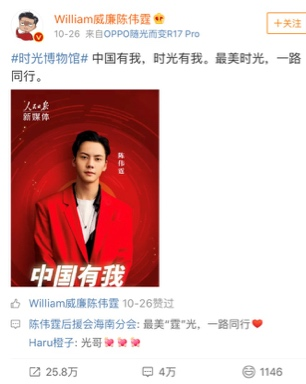 William威廉陈伟霆
10-26 来自OPPO随光而变R17 Pro
+关注
#时光博物馆# 中国有我，时光有我。最美时光，一路
同行。
人民日报
新媒体
陈伟霆
中国有我
William威廉陈伟霆 10-26赞过
陈伟霆后援会海南分会: 最美“霆”光，一路同行❤️
Haru橙子: 光哥
25.8万
4万
1146